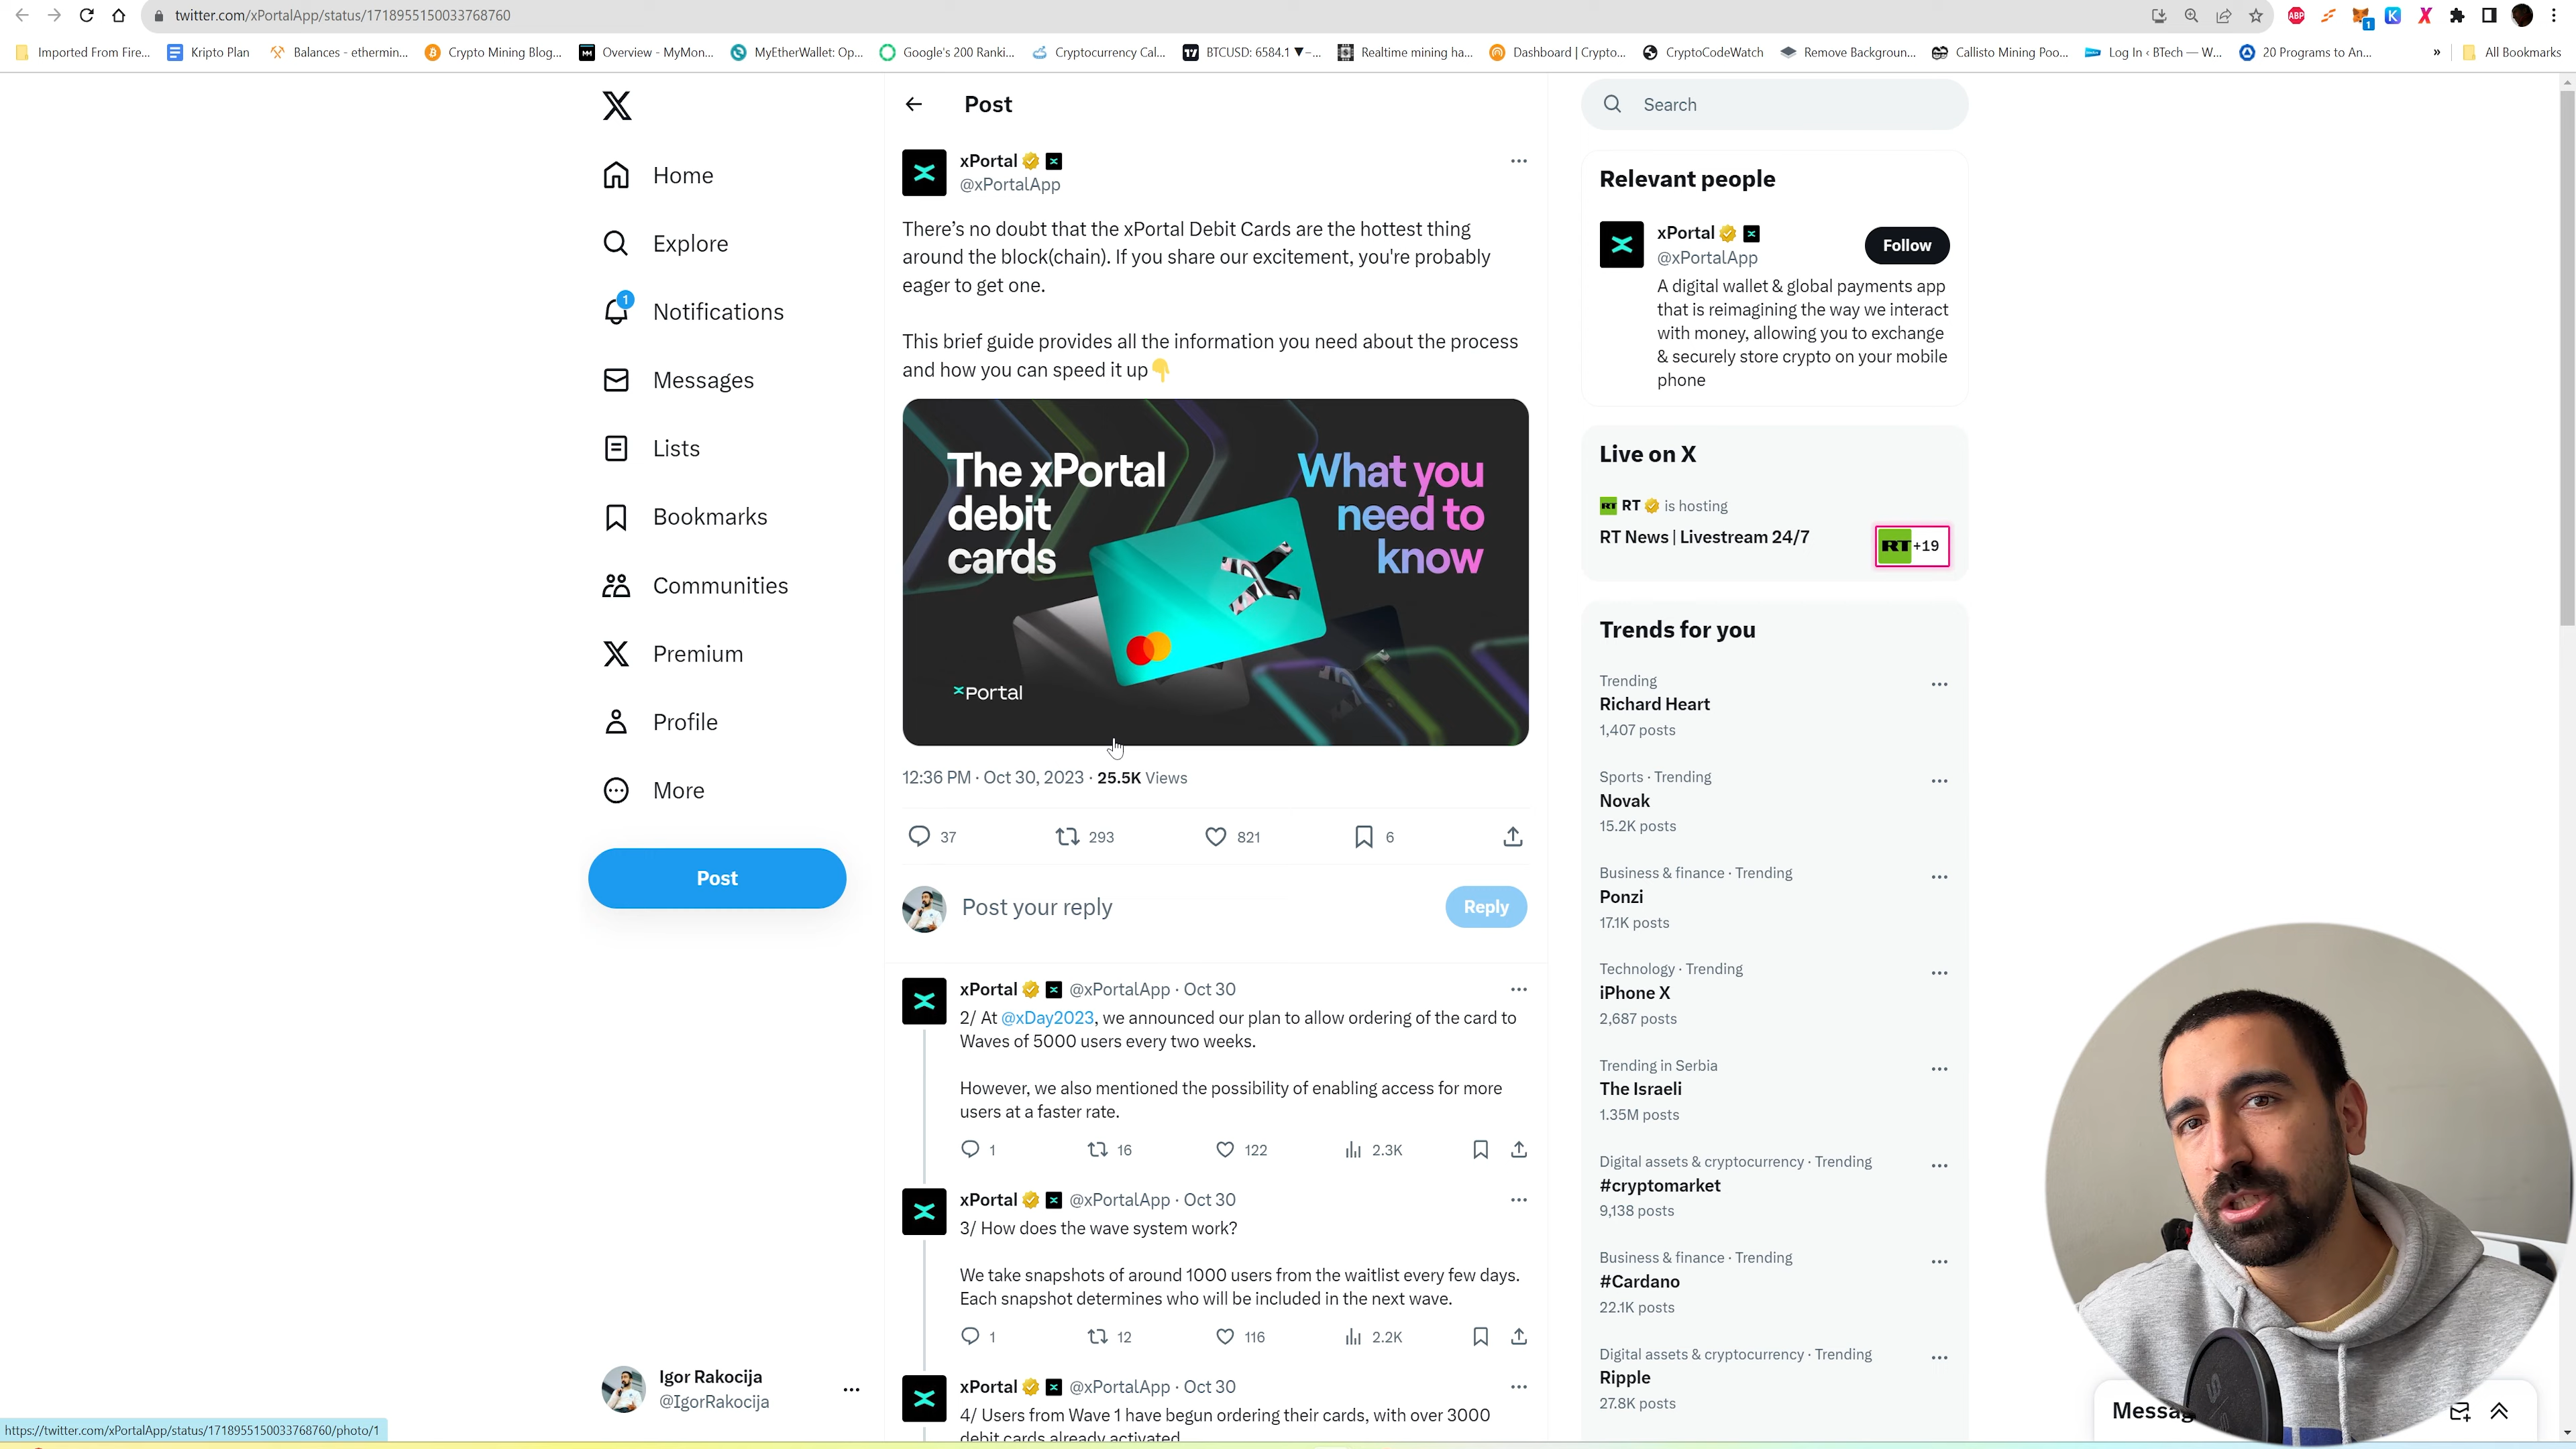 twitter.com/xPortalApp/status/1718955150033768760
Imported From Fire...
Kripto Plan
Balances - ethermin...
Crypto Mining Blog...
Overview - MyMon...
MyEtherWallet: Op...
Google's 200 Ranki...
Cryptocurrency Cal...
BTCUSD: 6584.1 ▼−...
Realtime mining ha...
Dashboard | Crypto...
CryptoCodeWatch
Remove Backgroun...
Callisto Mining Poo...
Log In ‹ BTech — W...
20 Programs to An...
»
All Bookmarks
Home
Explore
1
Notifications
Messages
Lists
Bookmarks
Communities
Premium
Profile
More
Post
Igor Rakocija
@IgorRakocija
https://twitter.com/xPortalApp/status/1718955150033768760/photo/1
Post
xPortal
@xPortalApp
There's no doubt that the xPortal Debit Cards are the hottest thing
around the block(chain). If you share our excitement, you're probably
eager to get one.
This brief guide provides all the information you need about the process
and how you can speed it up👇
The xPortal
debit
cards
What you
need to
know
xPortal
12:36 PM · Oct 30, 2023 · 25.5K Views
37 293 821 6
Post your reply
Reply
xPortal @xPortalApp · Oct 30
2/ At @xDay2023, we announced our plan to allow ordering of the card to
Waves of 5000 users every two weeks.
However, we also mentioned the possibility of enabling access for more
users at a faster rate.
1 16 122 2.3K
xPortal @xPortalApp · Oct 30
3/ How does the wave system work?
We take snapshots of around 1000 users from the waitlist every few days.
Each snapshot determines who will be included in the next wave.
1 12 116 2.2K
xPortal @xPortalApp · Oct 30
4/ Users from Wave 1 have begun ordering their cards, with over 3000
debit cards already activated
Search
Relevant people
xPortal
@xPortalApp
Follow
A digital wallet & global payments app
that is reimagining the way we interact
with money, allowing you to exchange
& securely store crypto on your mobile
phone
Live on X
RT RT is hosting
RT News | Livestream 24/7
RT +19
Trends for you
Trending
Richard Heart
1,407 posts
Sports · Trending
Novak
15.2K posts
Business & finance · Trending
Ponzi
17.1K posts
Technology · Trending
iPhone X
2,687 posts
Trending in Serbia
The Israeli
1.35M posts
Digital assets & cryptocurrency · Trending
#cryptomarket
9,138 posts
Business & finance · Trending
#Cardano
22.1K posts
Digital assets & cryptocurrency · Trending
Ripple
27.8K posts
Messag